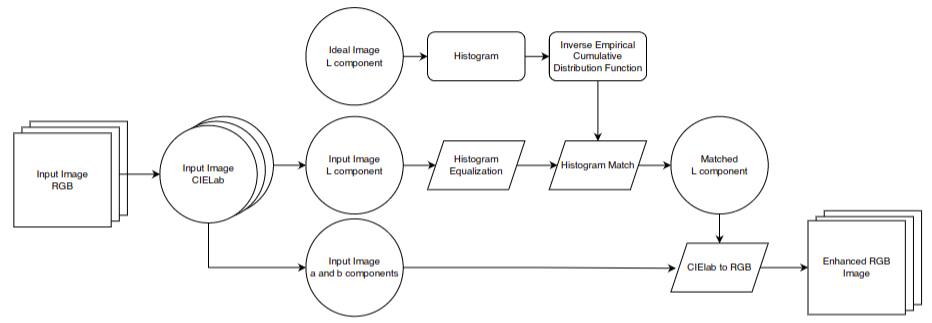 Ideal Image
L component
Histogram
Inverse Empirical
Cumulative
Distribution Function
Input Image
RGB
Input Image
CIELab
Input Image
L component
Histogram
Equalization
Histogram Match
Matched
L component
Input Image
a and b components
CIElab to RGB
Enhanced RGB
Image